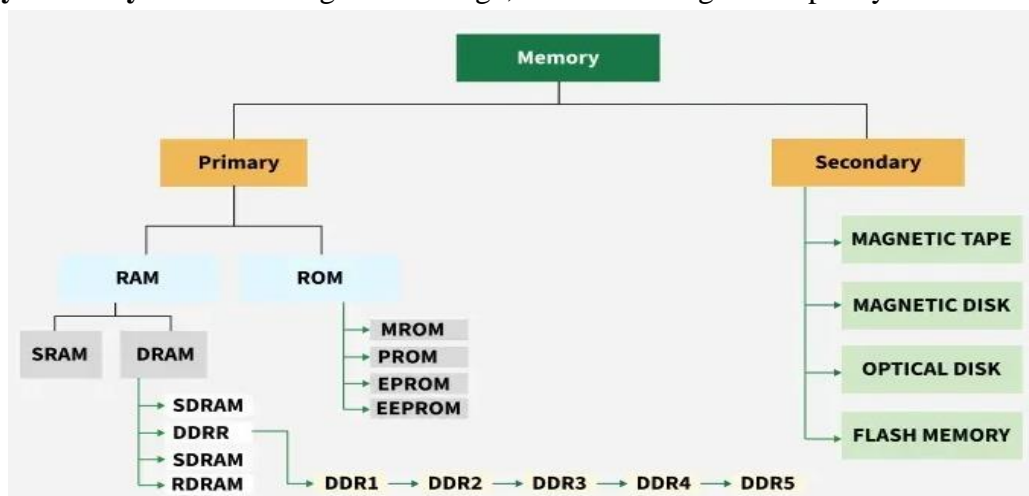 Memory
Primary
Secondary
RAM
ROM
SRAM
DRAM
SDRAM
DDRR
SDRAM
RDRAM
DDR1
DDR2
DDR3
DDR4
DDR5
MROM
PROM
EPROM
EEPROM
MAGNETIC TAPE
MAGNETIC DISK
OPTICAL DISK
FLASH MEMORY